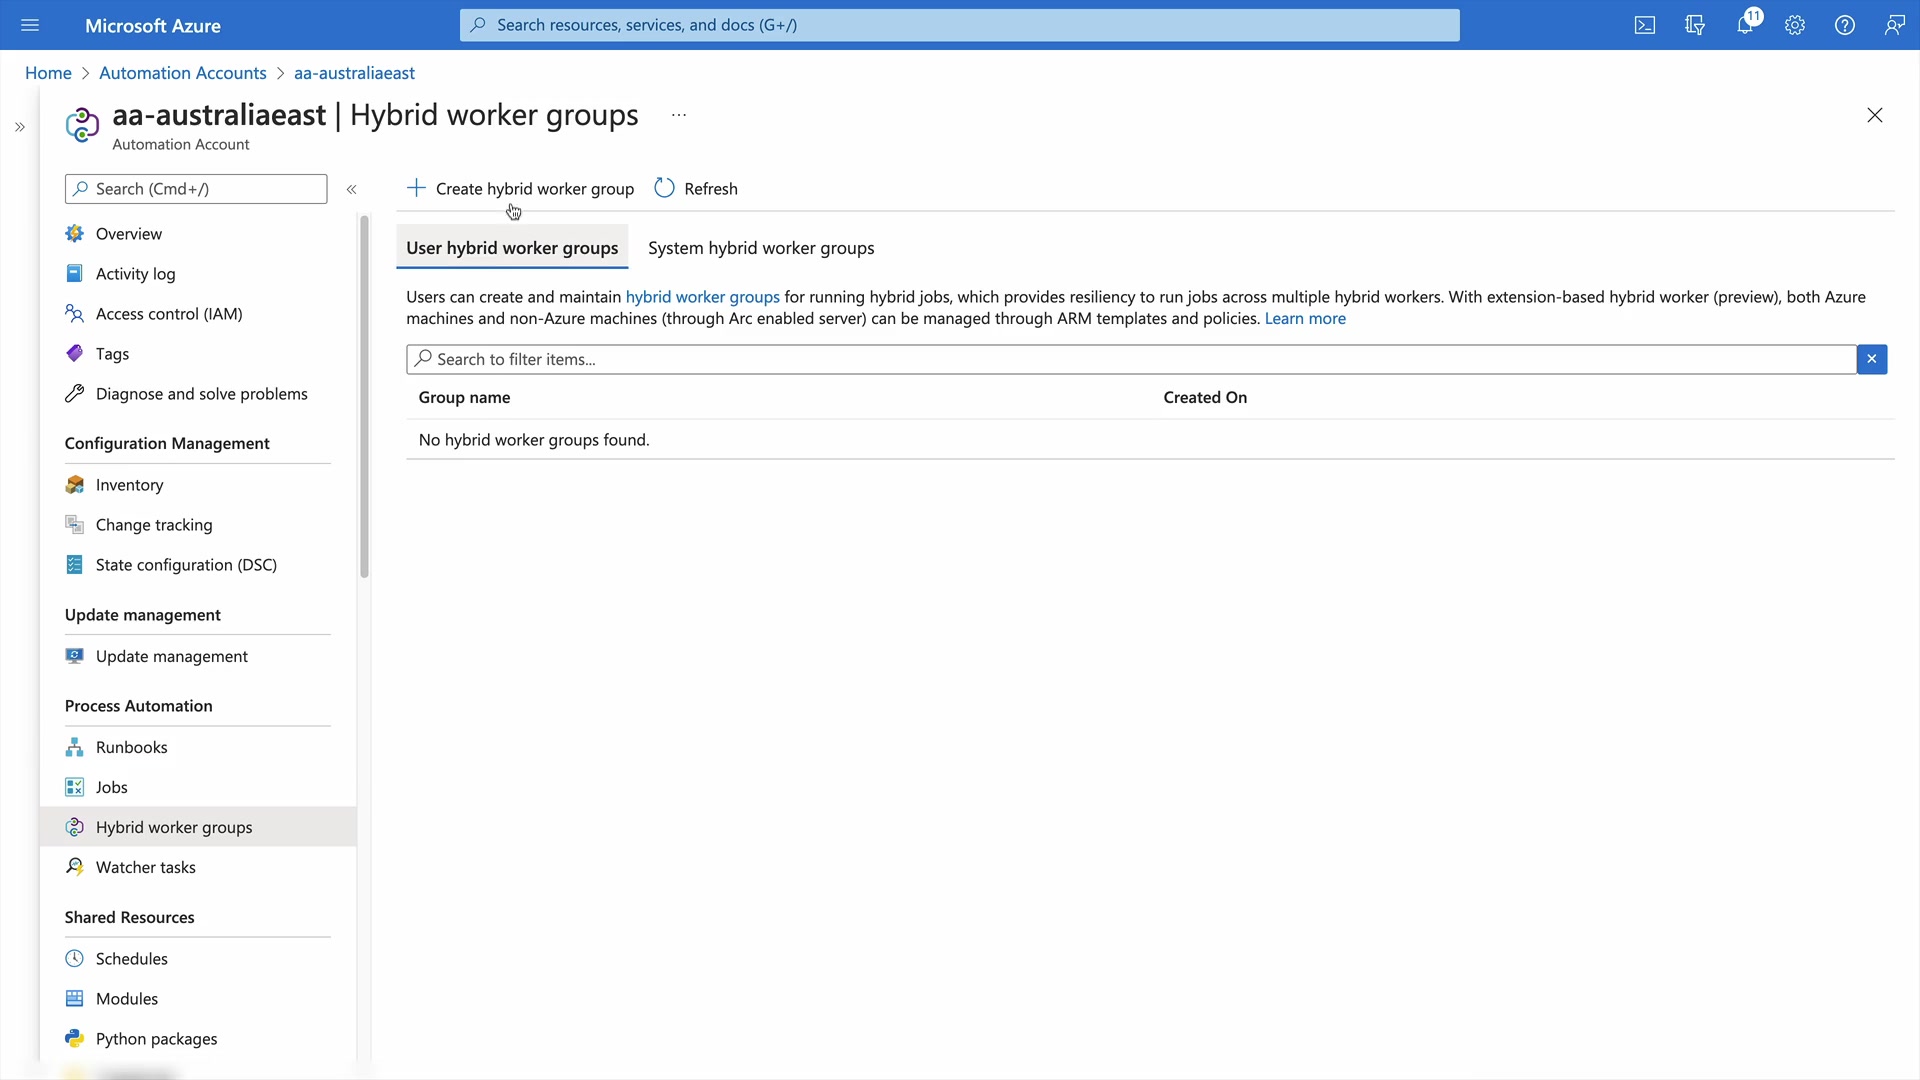 Microsoft Azure
Search resources, services, and docs (G+/)
11
Home > Automation Accounts > aa-australiaeast
aa-australiaeast | Hybrid worker groups ...
Automation Account
Search (Cmd+/)
Create hybrid worker group
Refresh
Overview
Activity log
Access control (IAM)
Tags
Diagnose and solve problems
Configuration Management
Inventory
Change tracking
State configuration (DSC)
Update management
Update management
Process Automation
Runbooks
Jobs
Hybrid worker groups
Watcher tasks
Shared Resources
Schedules
Modules
Python packages
User hybrid worker groups
System hybrid worker groups
Users can create and maintain hybrid worker groups for running hybrid jobs, which provides resiliency to run jobs across multiple hybrid workers. With extension-based hybrid worker (preview), both Azure
machines and non-Azure machines (through Arc enabled server) can be managed through ARM templates and policies. Learn more
Search to filter items...
Group name
Created On
No hybrid worker groups found.